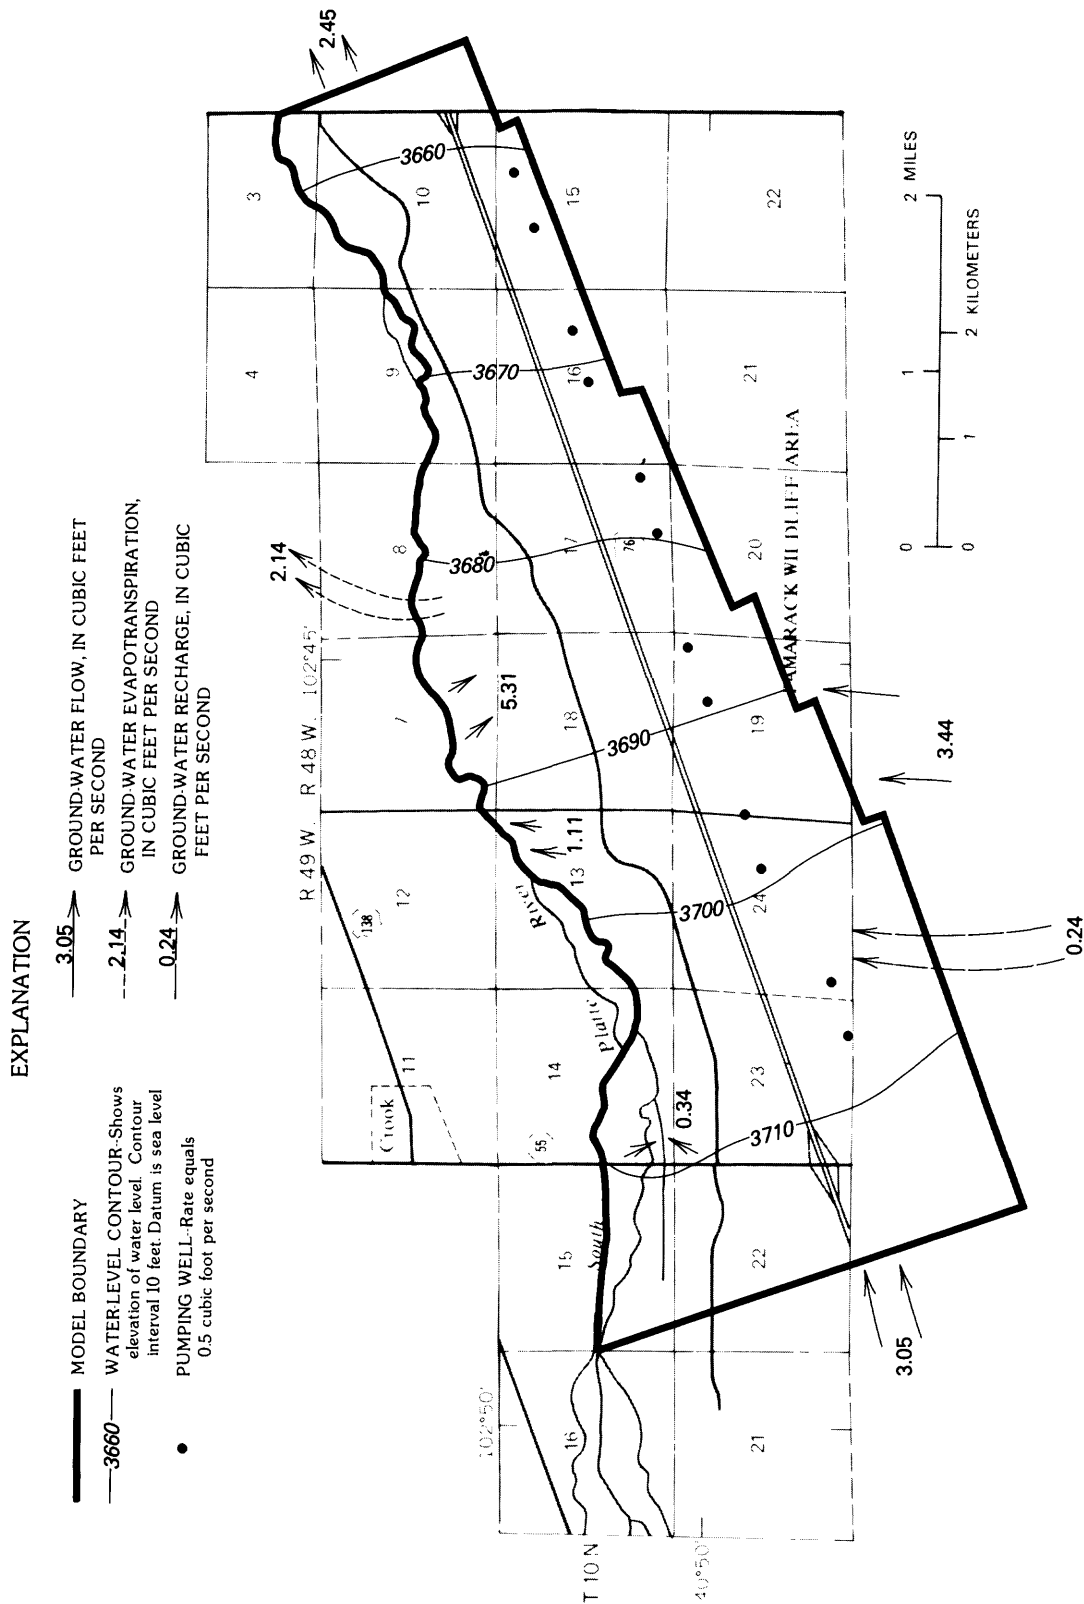 EXPLANATION
MODEL BOUNDARY
3660
WATER-LEVEL CONTOUR--Shows
elevation of water level. Contour
interval 10 feet. Datum is sea level
PUMPING WELL--Rate equals
0.5 cubic foot per second
3.05
GROUND-WATER FLOW, IN CUBIC FEET
PER SECOND
2.14
GROUND-WATER EVAPOTRANSPIRATION,
IN CUBIC FEET PER SECOND
0.24
GROUND-WATER RECHARGE, IN CUBIC
FEET PER SECOND
102°50'
R 49 W
R 48 W.
102°45'
2.14
2.45
138
12
11
Crook
7
8
4
3
9
10
3660
3670
3680
5.31
3690
1.11
13
River
Platte
South
14
55
15
16
T 10 N
40°50'
18
17
76
16
15
3700
0.34
3710
24
23
22
21
19
20
21
22
TAMARACK WILDLIFE AREA
3.05
0.24
3.44
0
1
2 MILES
0
1
2 KILOMETERS